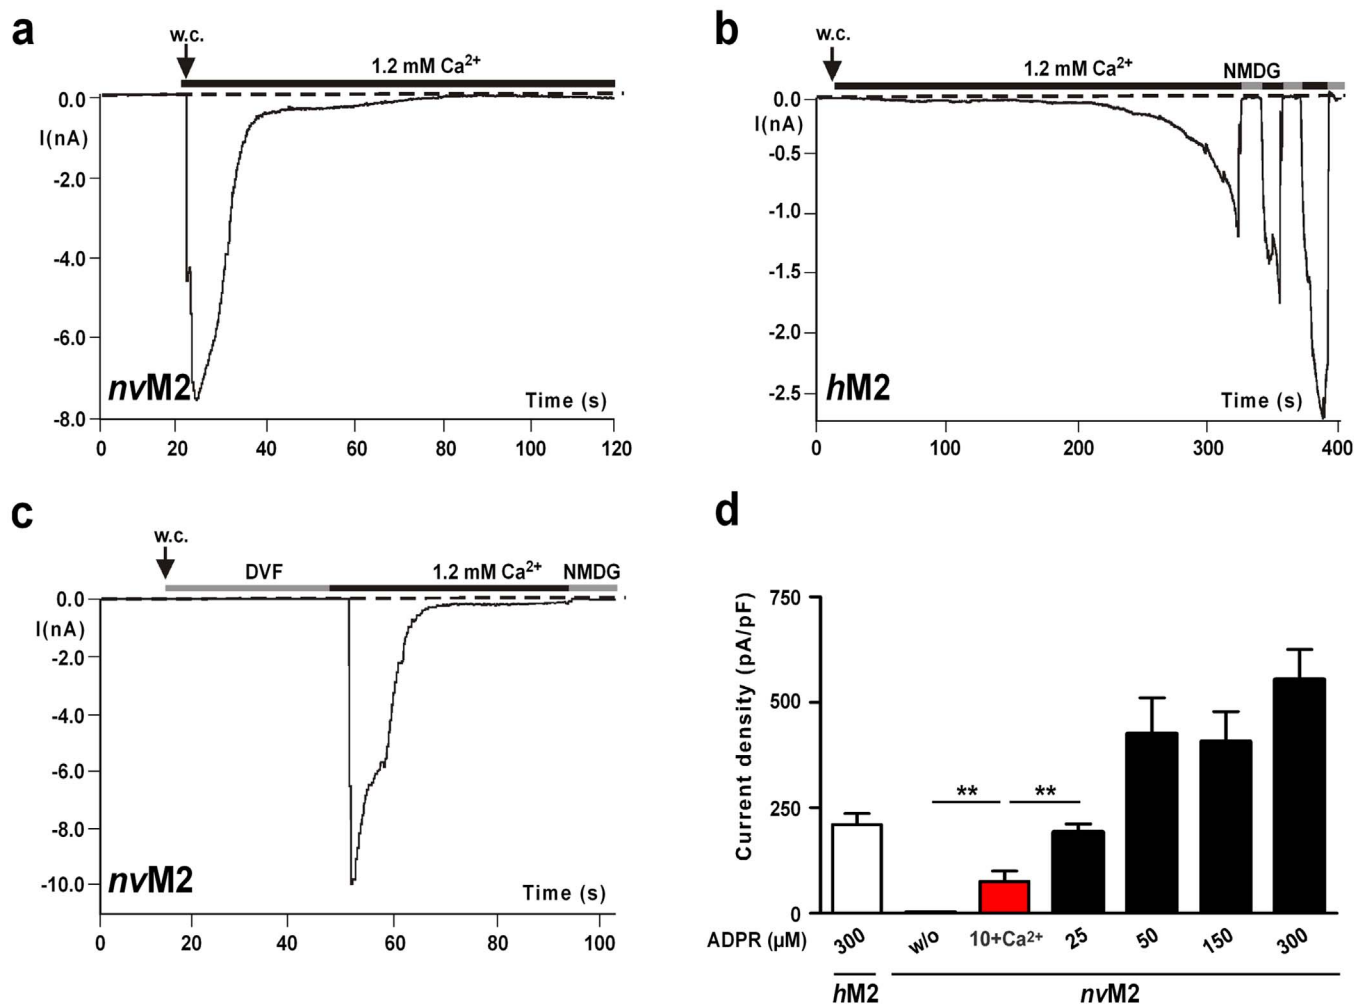 a
w.c.
1.2 mM Ca²⁺
0.0
I(nA)
-2.0
-4.0
-6.0
-8.0
nvM2
Time (s)
0 20 40 60 80 100 120
b
w.c.
1.2 mM Ca²⁺ NMDG
0.0
I(nA)
-0.5
-1.0
-1.5
-2.0
-2.5
hM2
Time (s)
0 100 200 300 400
c
w.c.
DVF 1.2 mM Ca²⁺ NMDG
0.0
I(nA)
-2.0
-4.0
-6.0
-8.0
-10.0
nvM2
Time (s)
0 20 40 60 80 100
d
Current density (pA/pF)
750
500
250
0
** **
ADPR (µM) 300 w/o 10+Ca²⁺ 25 50 150 300
hM2 nvM2